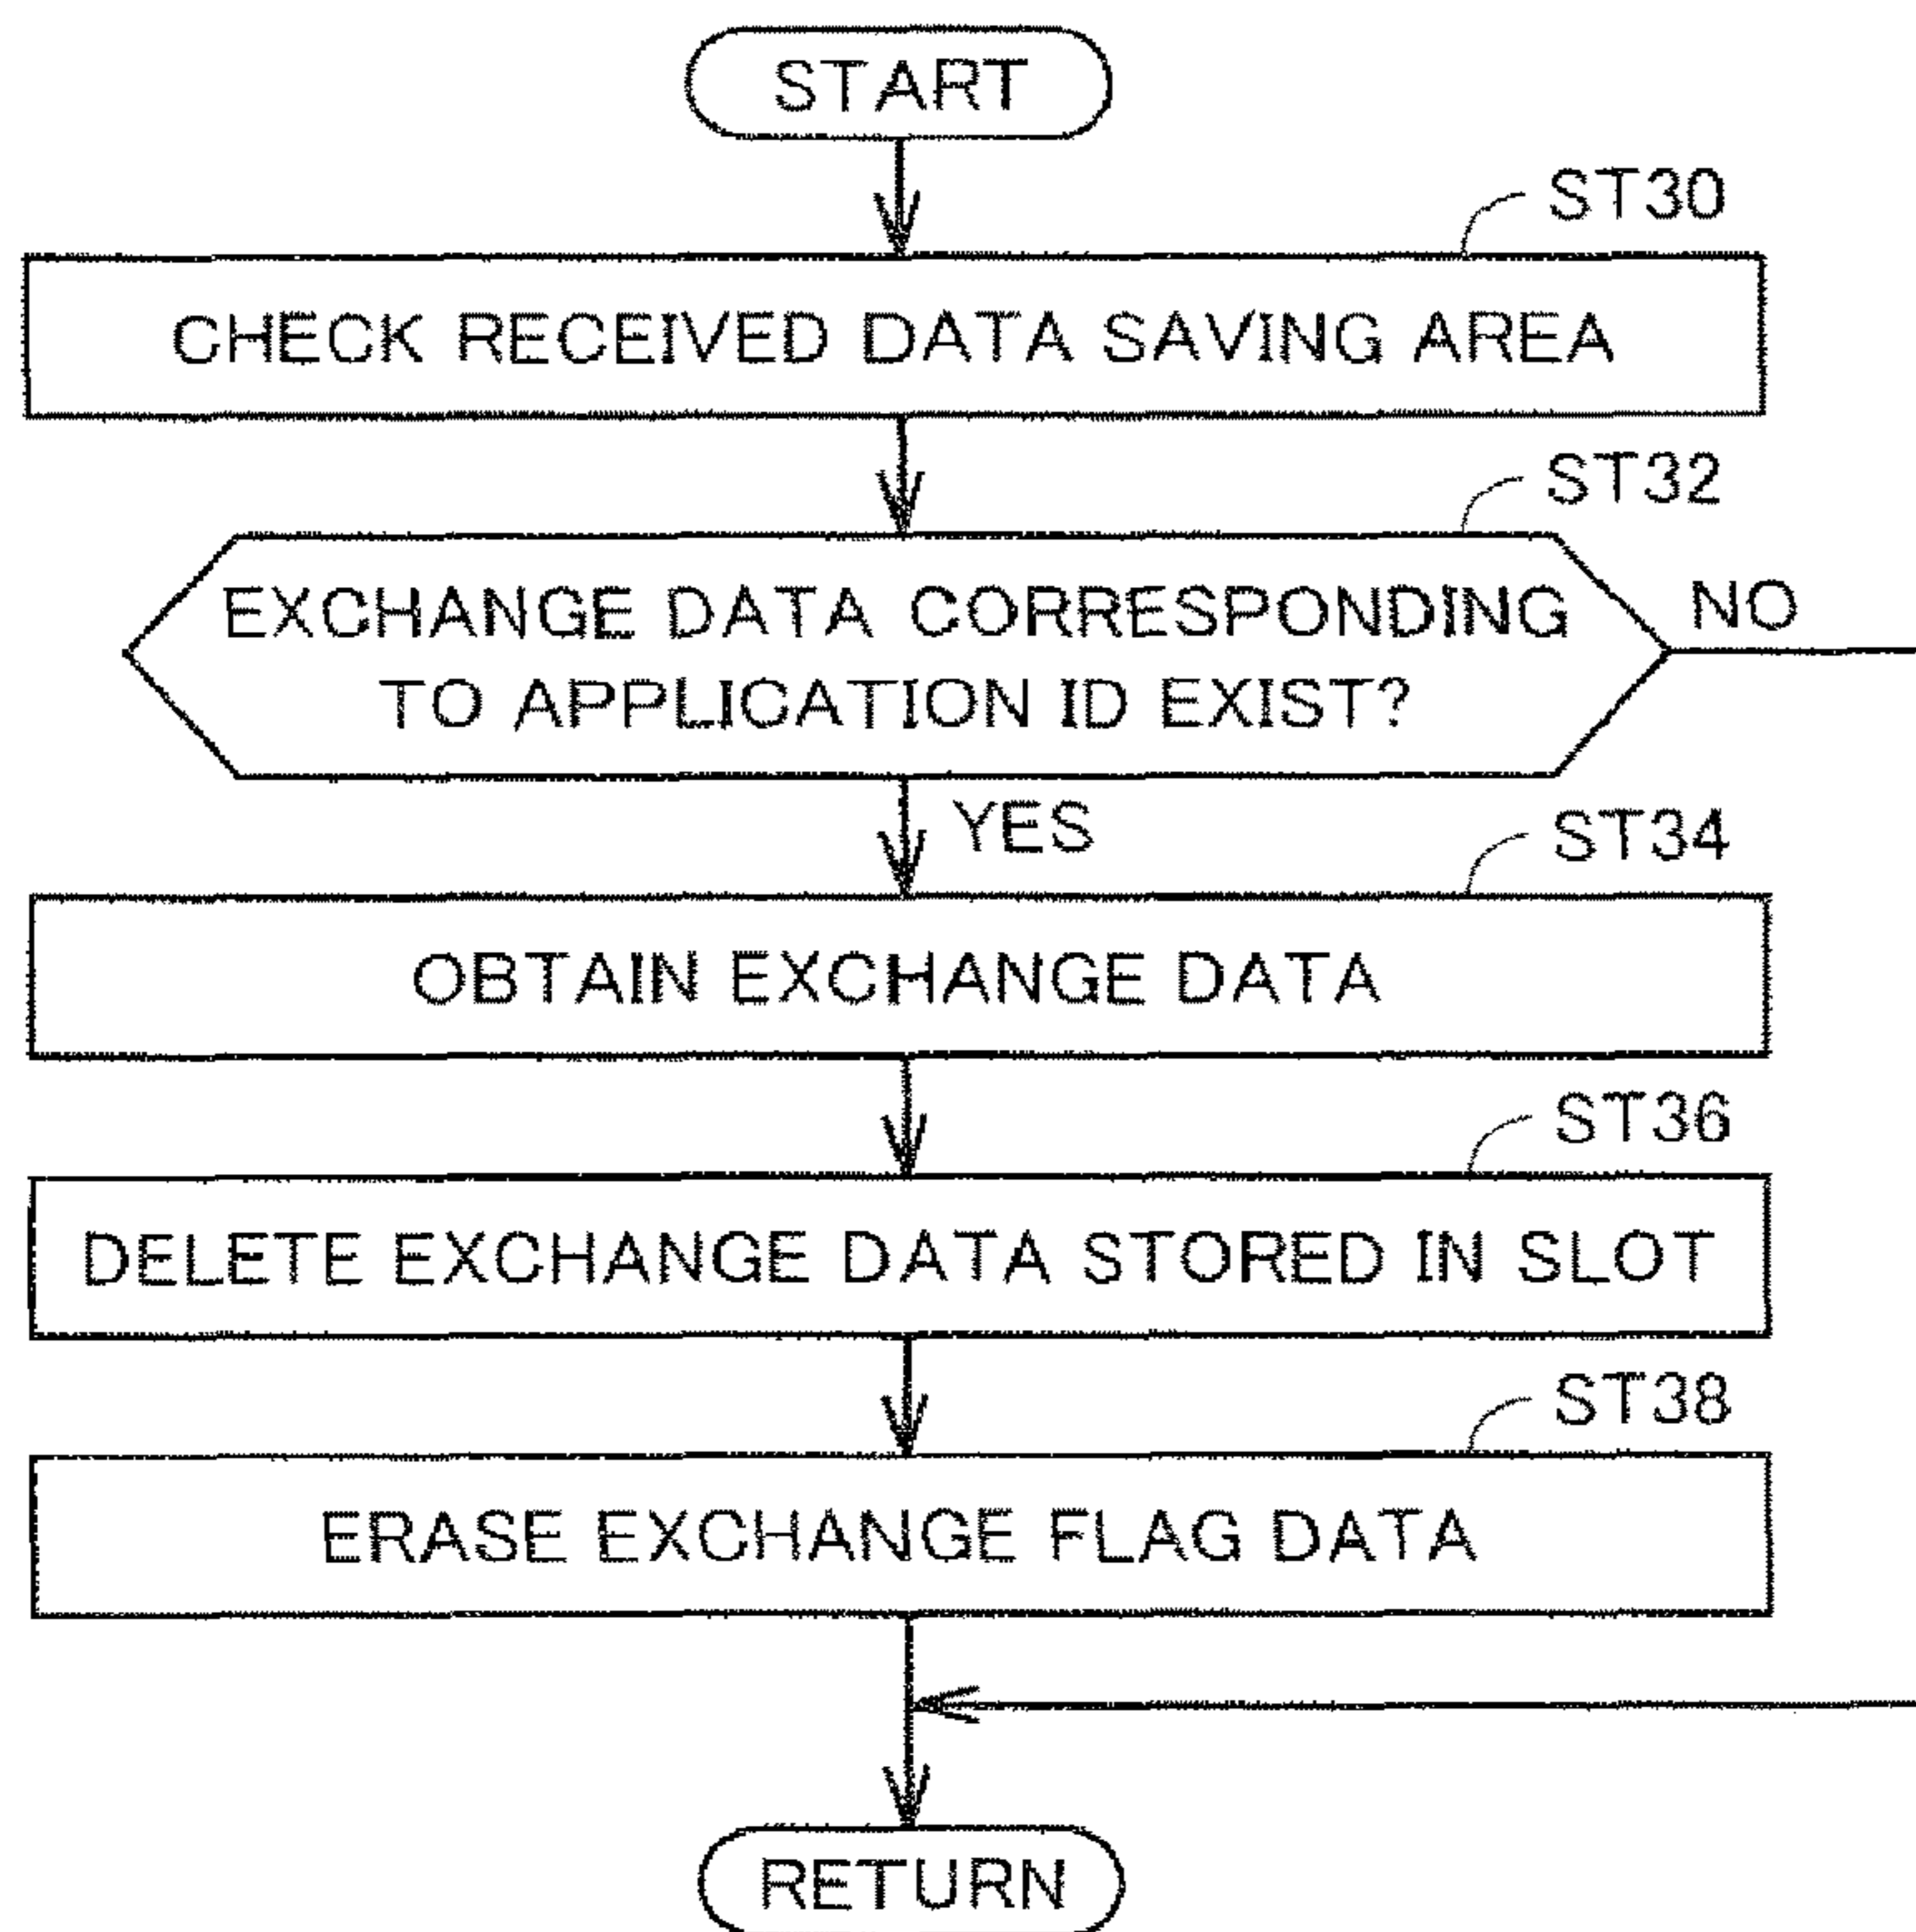 START
ST30
CHECK RECEIVED DATA SAVING AREA
ST32
EXCHANGE DATA CORRESPONDING
TO APPLICATION ID EXIST?
NO
YES
ST34
OBTAIN EXCHANGE DATA
ST36
DELETE EXCHANGE DATA STORED IN SLOT
ST38
ERASE EXCHANGE FLAG DATA
RETURN